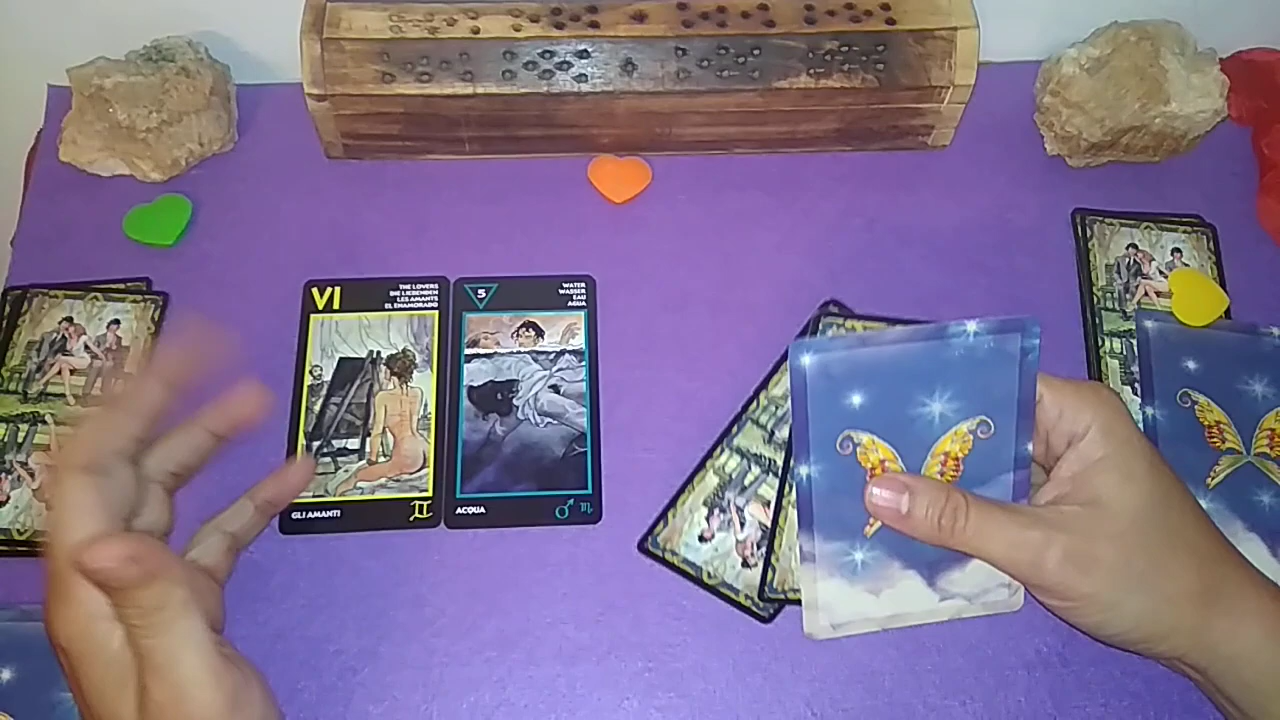 VI
THE LOVERS
DIE LIEBENDEN
LES AMANTS
EL ENAMORADO
GLI AMANTI
5
WATER
WASSER
EAU
AGUA
ACQUA